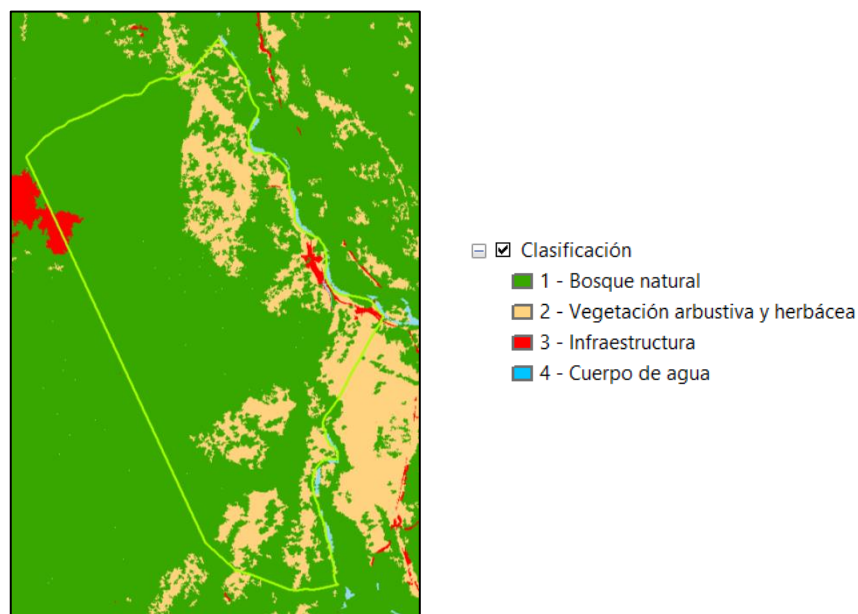 Clasificación
1 - Bosque natural
2 - Vegetación arbustiva y herbácea
3 - Infraestructura
4 - Cuerpo de agua